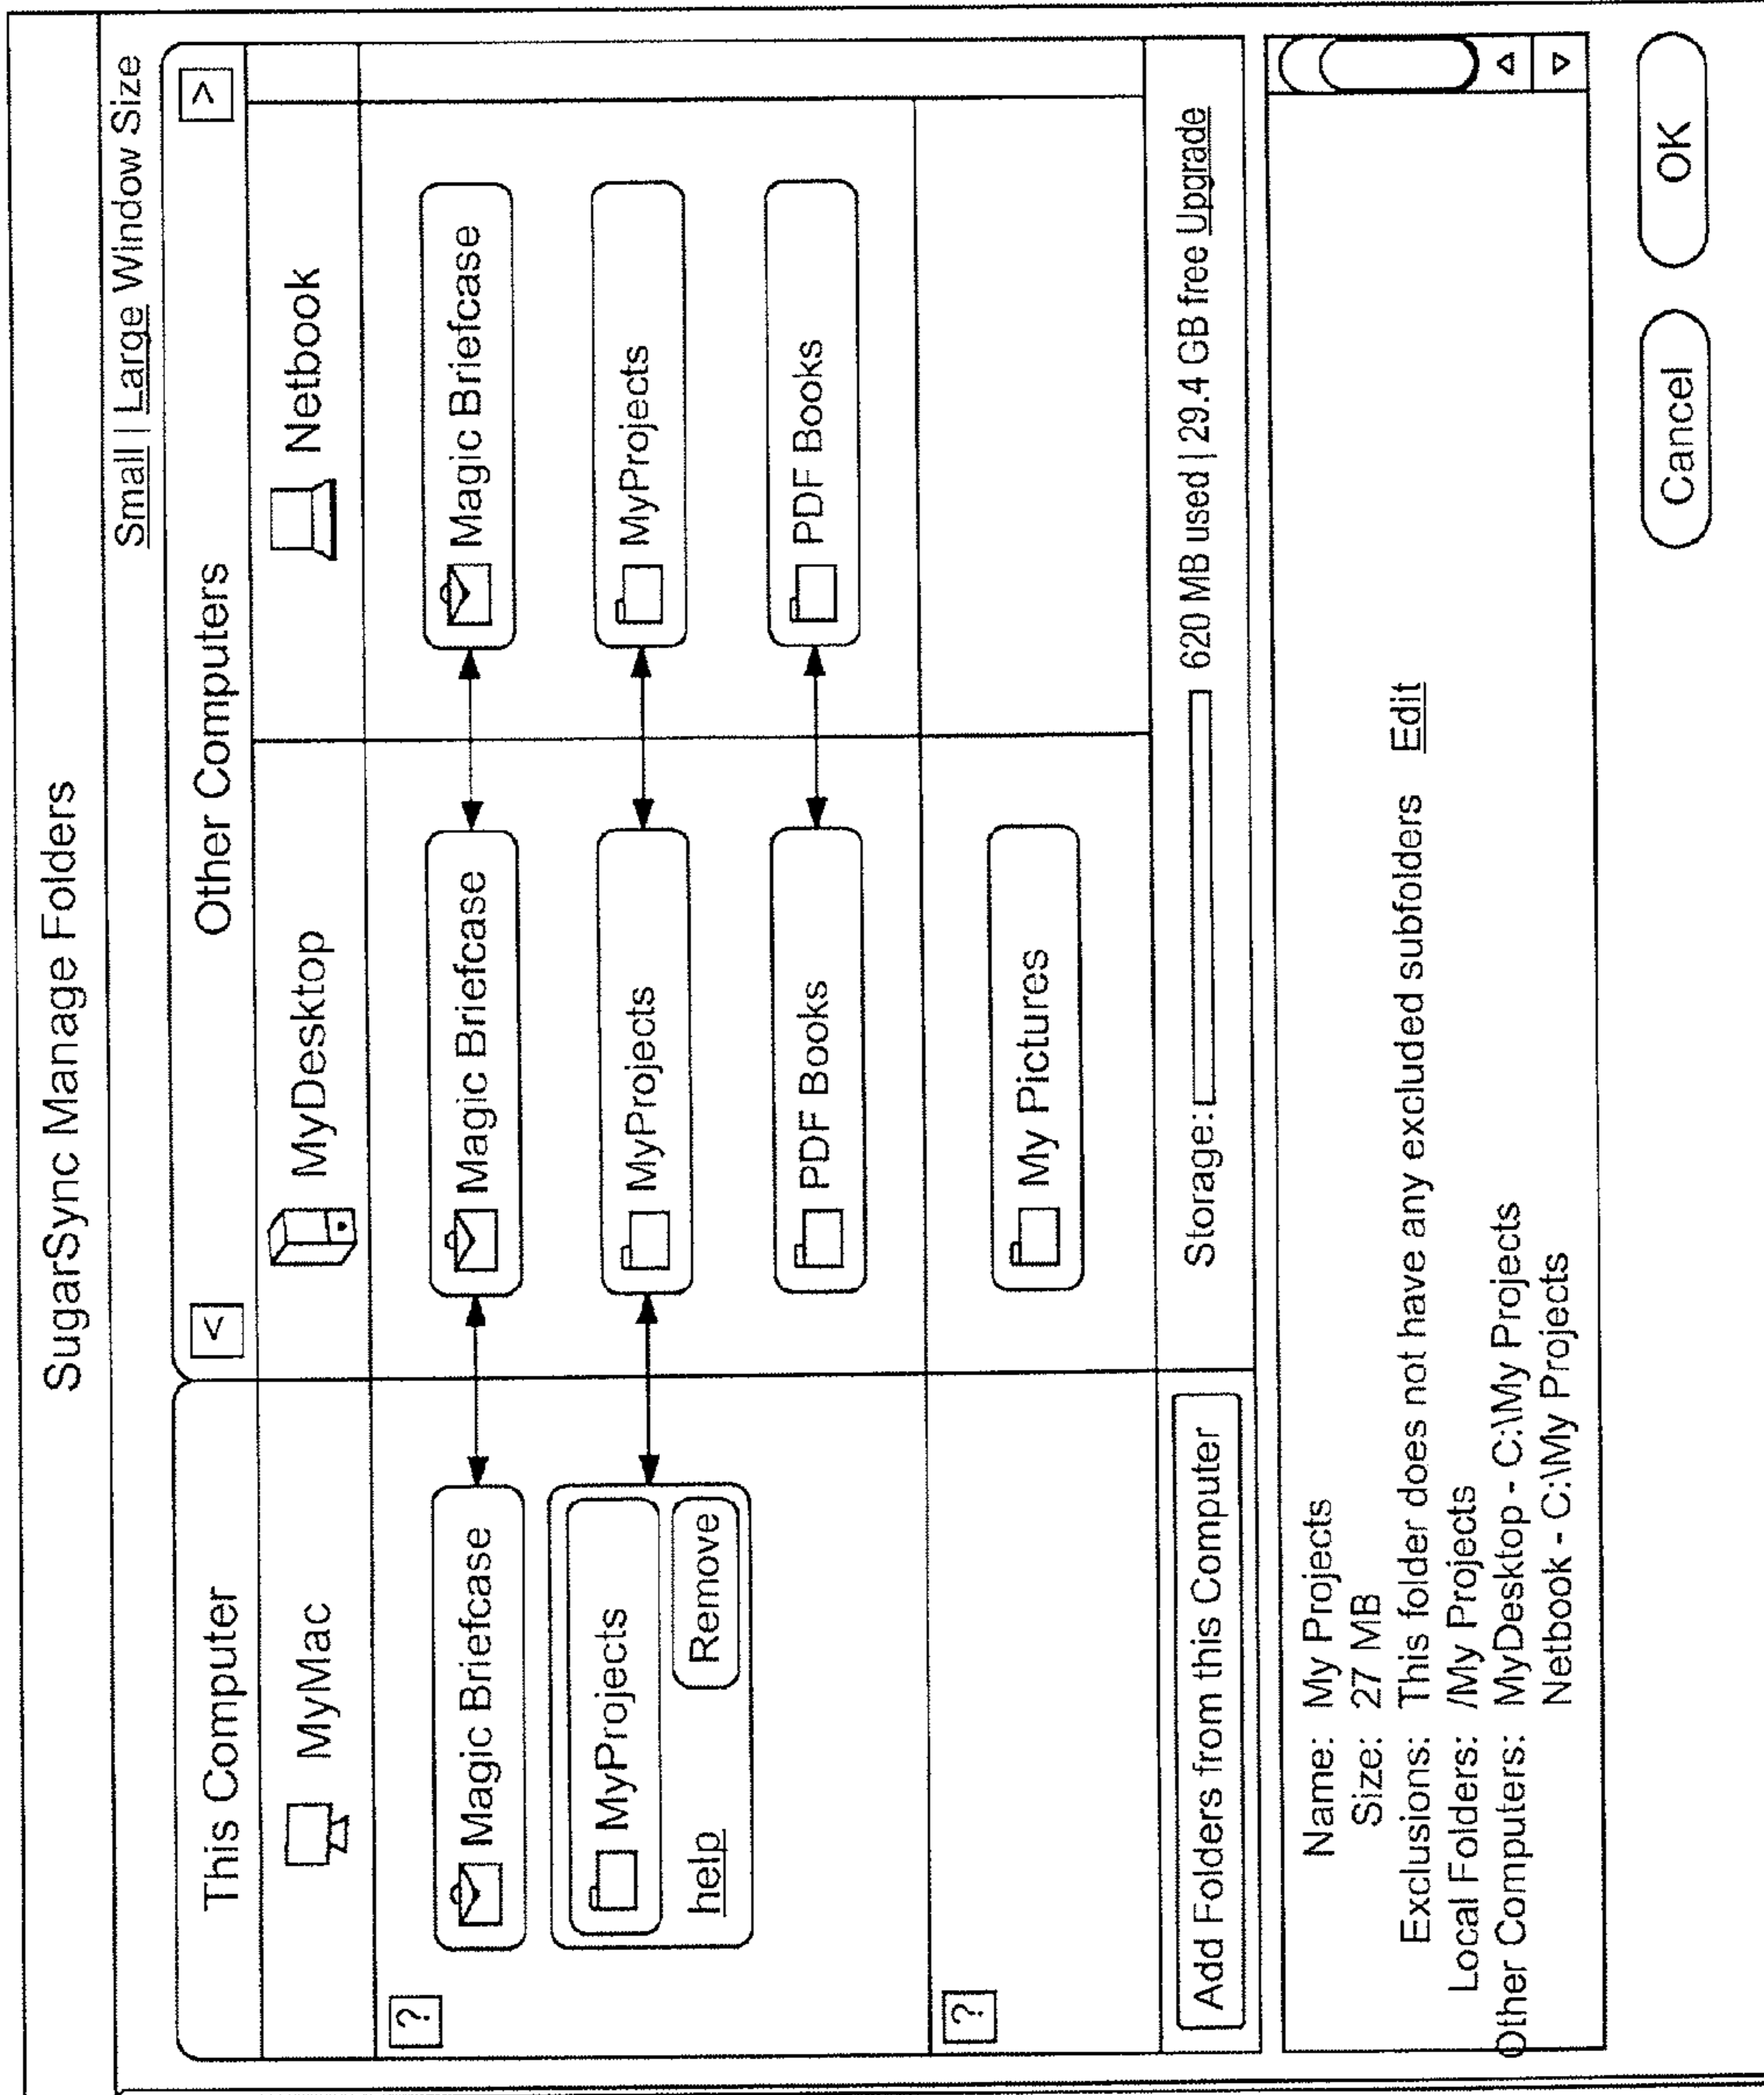 SugarSync Manage Folders
Small | Large Window Size
This Computer
<
Other Computers
>
MyMac
MyDesktop
Netbook
?
Magic Briefcase
Magic Briefcase
Magic Briefcase
MyProjects
MyProjects
MyProjects
help
Remove
PDF Books
PDF Books
?
My Pictures
Add Folders from this Computer
Storage:
620 MB used | 29.4 GB free Upgrade
Name: My Projects
Size: 27 MB
Exclusions: This folder does not have any excluded subfolders Edit
Local Folders: /My Projects
Other Computers: MyDesktop - C:\My Projects
Netbook - C:\My Projects
Cancel
OK